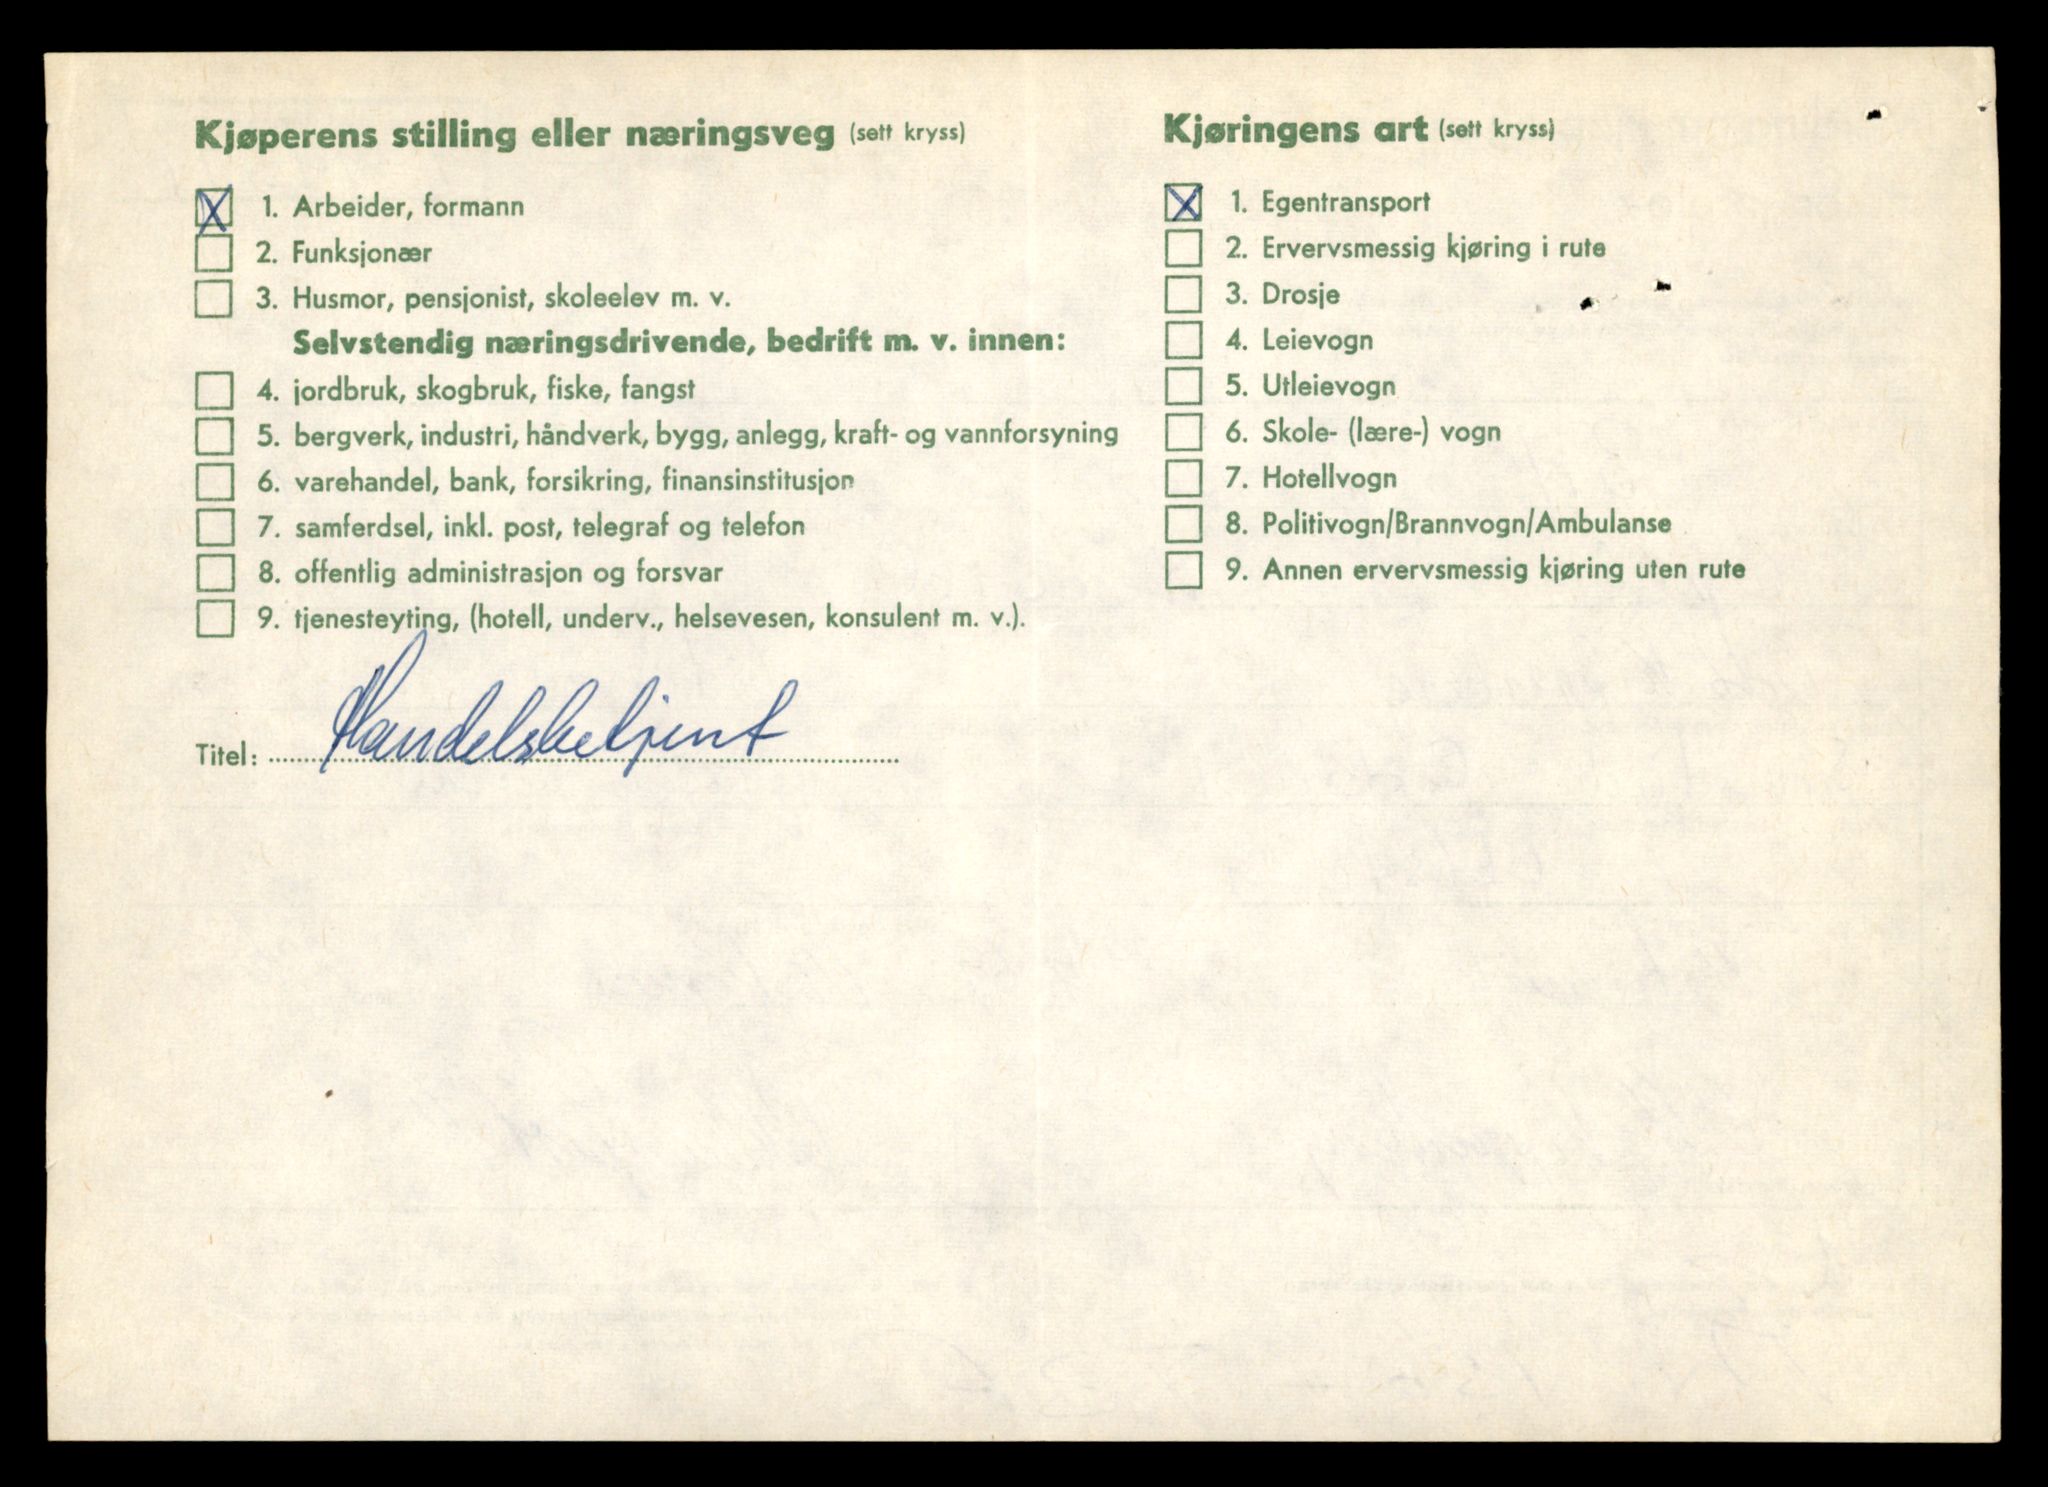 Kjøperens stilling eller næringsveg (sett kryss)
X 1. Arbeider, formann
2. Funksjonær
3. Husmor, pensjonist, skoleelev m. v.
Selvstendig næringsdrivende, bedrift m. v. innen:
4. jordbruk, skogbruk, fiske, fangst
5. bergverk, industri, håndverk, bygg, anlegg, kraft- og vannforsyning
6. varehandel, bank, forsikring, finansinstitusjon
7. samferdsel, inkl. post, telegraf og telefon
8. offentlig administrasjon og forsvar
9. tjenesteyting, (hotell, underv., helsevesen, konsulent m. v.).
Titel: Handelsbetjent
Kjøringens art (sett kryss)
X 1. Egentransport
2. Ervervsmessig kjøring i rute
3. Drosje
4. Leievogn
5. Utleievogn
6. Skole- (lære-) vogn
7. Hotellvogn
8. Politivogn/Brannvogn/Ambulanse
9. Annen ervervsmessig kjøring uten rute